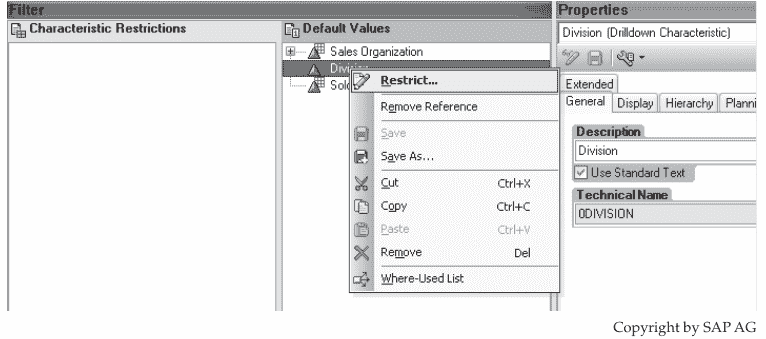 Filter
Characteristic Restrictions
Default Values
Sales Organization
Division
Restrict...
Remove Reference
Save
Save As...
Cut Ctrl+X
Copy Ctrl+C
Paste Ctrl+V
Remove Del
Where-Used List
Properties
Division (Drilldown Characteristic)
Extended
General Display Hierarchy Planni
Description
Division
Use Standard Text
Technical Name
0DIVISION
Copyright by SAP AG